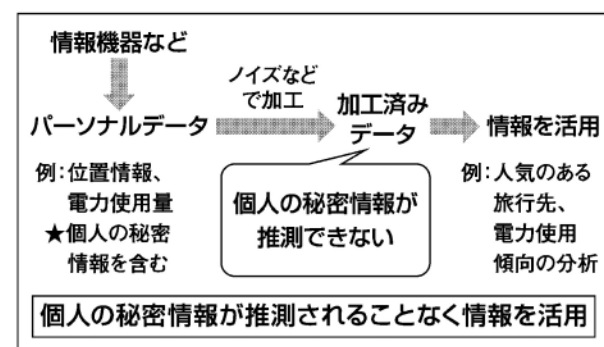 情報機器など
ノイズなど
で加工
パーソナルデータ
加工済み
データ
情報を活用
例:位置情報、
電力使用量
★個人の秘密
情報を含む
個人の秘密情報が
推測できない
例:人気のある
旅行先、
電力使用
傾向の分析
個人の秘密情報が推測されることなく情報を活用